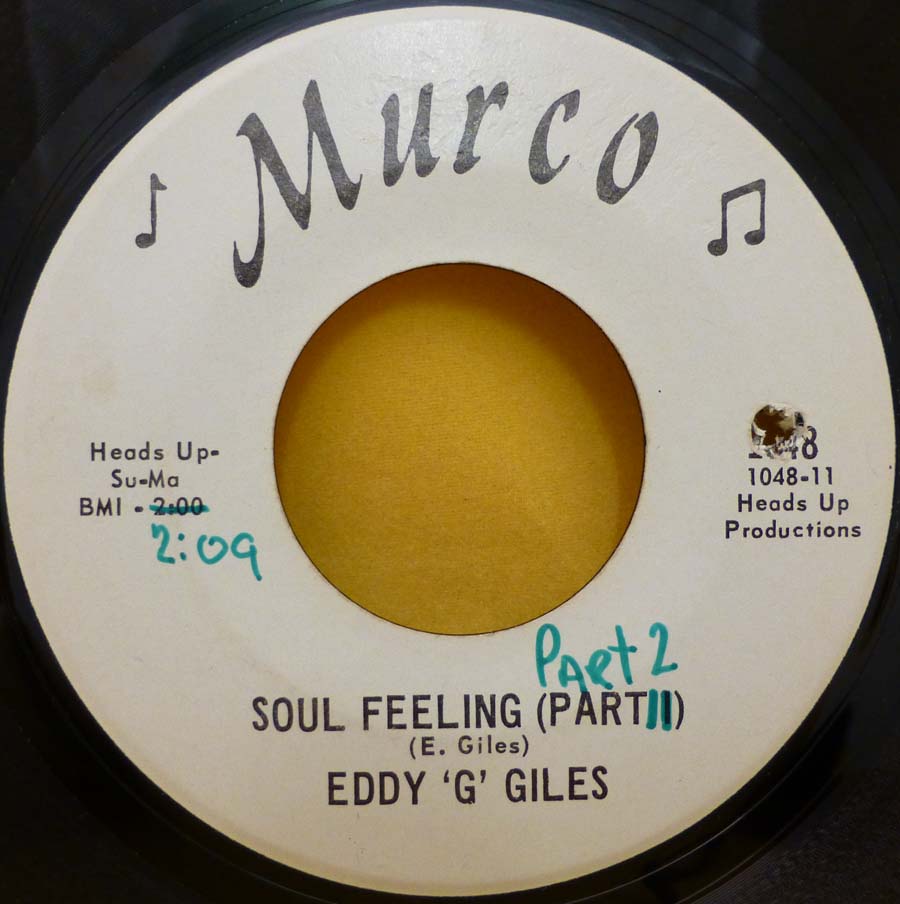 Murco
Heads Up-
Su-Ma
BMI - 2:00
2:09
1048-11
Heads Up
Productions
Part 2
SOUL FEELING (PART II)
(E. Giles)
EDDY ‘G’ GILES